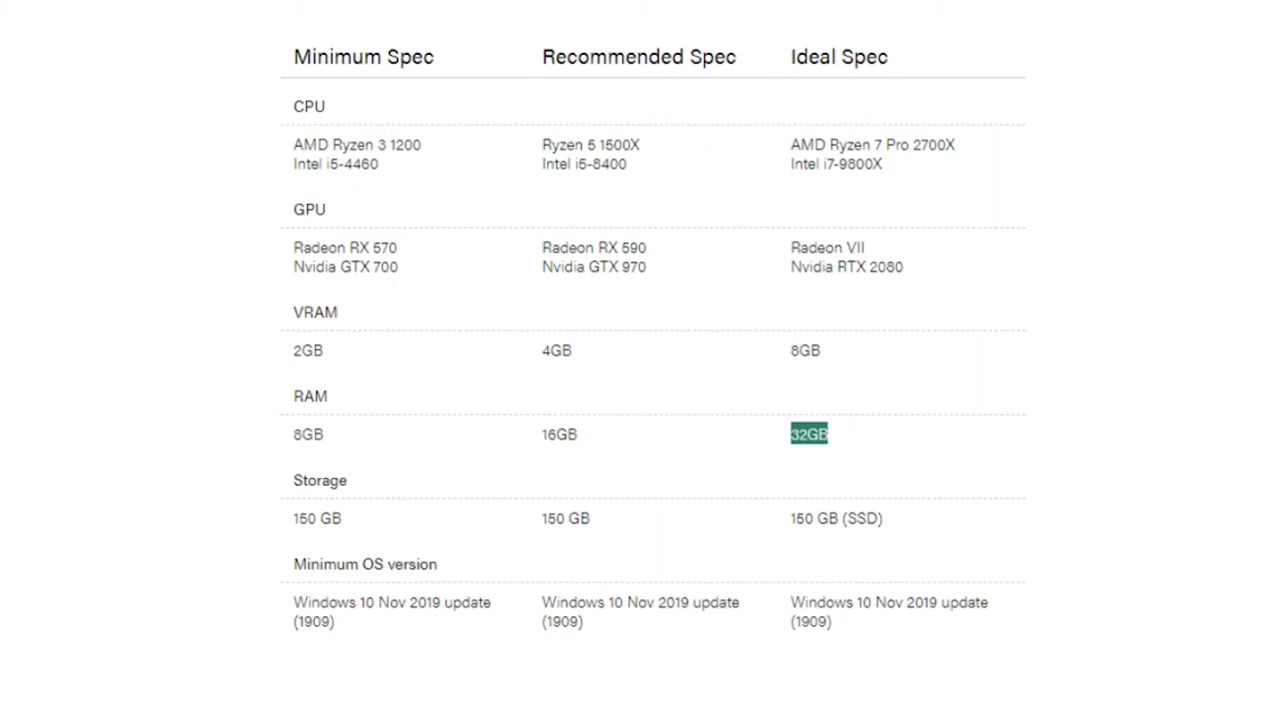 Minimum Spec Recommended Spec Ideal Spec
CPU
AMD Ryzen 3 1200 Ryzen 5 1500X AMD Ryzen 7 Pro 2700X
Intel i5-4460 Intel i5-8400 Intel i7-9800X
GPU
Radeon RX 570 Radeon RX 590 Radeon VII
Nvidia GTX 700 Nvidia GTX 970 Nvidia RTX 2080
VRAM
2GB 4GB 8GB
RAM
8GB 16GB 32GB
Storage
150 GB 150 GB 150 GB (SSD)
Minimum OS version
Windows 10 Nov 2019 update Windows 10 Nov 2019 update Windows 10 Nov 2019 update
(1909) (1909) (1909)